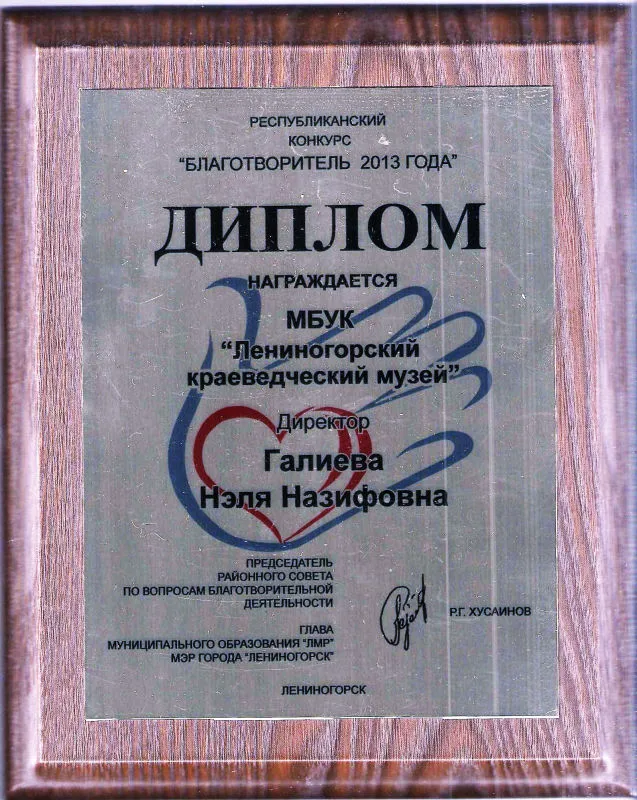 РЕСПУБЛИКАНСКИЙ
КОНКУРС
“БЛАГОТВОРИТЕЛЬ 2013 ГОДА”
ДИПЛОМ
НАГРАЖДАЕТСЯ
МБУК
“Лениногорский
краеведческий музей”
Директор
Галиева
Нэля Назифовна
ПРЕДСЕДАТЕЛЬ
РАЙОННОГО СОВЕТА
ПО ВОПРОСАМ БЛАГОТВОРИТЕЛЬНОЙ
ДЕЯТЕЛЬНОСТИ
Р.Г. ХУСАИНОВ
ГЛАВА
МУНИЦИПАЛЬНОГО ОБРАЗОВАНИЯ “ЛМР”
МЭР ГОРОДА “ЛЕНИНОГОРСК”
ЛЕНИНОГОРСК